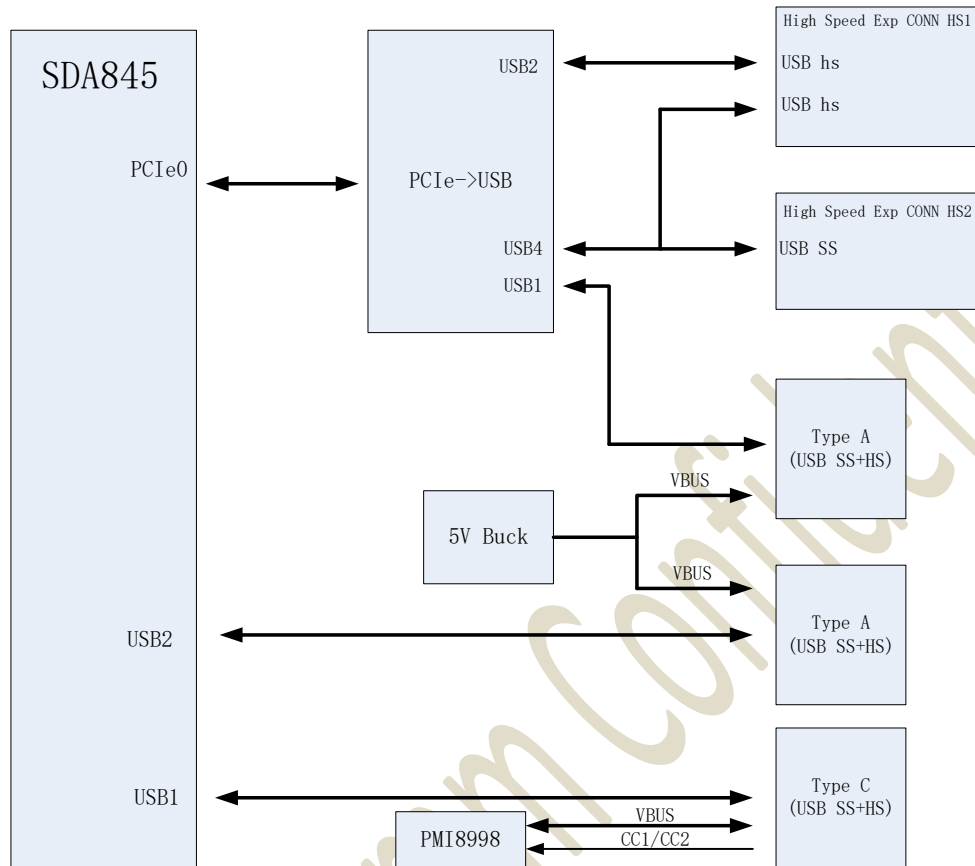 High Speed Exp CONN HS1
SDA845
USB2
USB hs
USB hs
PCIe0
PCIe->USB
High Speed Exp CONN HS2
USB4
USB SS
USB1
Type A
(USB SS+HS)
VBUS
5V Buck
VBUS
Type A
(USB SS+HS)
USB2
Type C
(USB SS+HS)
USB1
VBUS
PMI8998
CC1/CC2